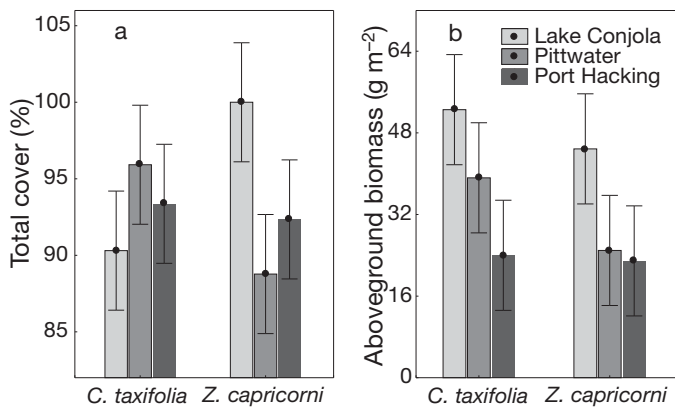 a
Total cover (%)
105
100
95
90
85
C. taxifolia Z. capricorni
b
Lake Conjola
Pittwater
Port Hacking
Aboveground biomass (g m⁻²)
64
48
32
16
0
C. taxifolia Z. capricorni